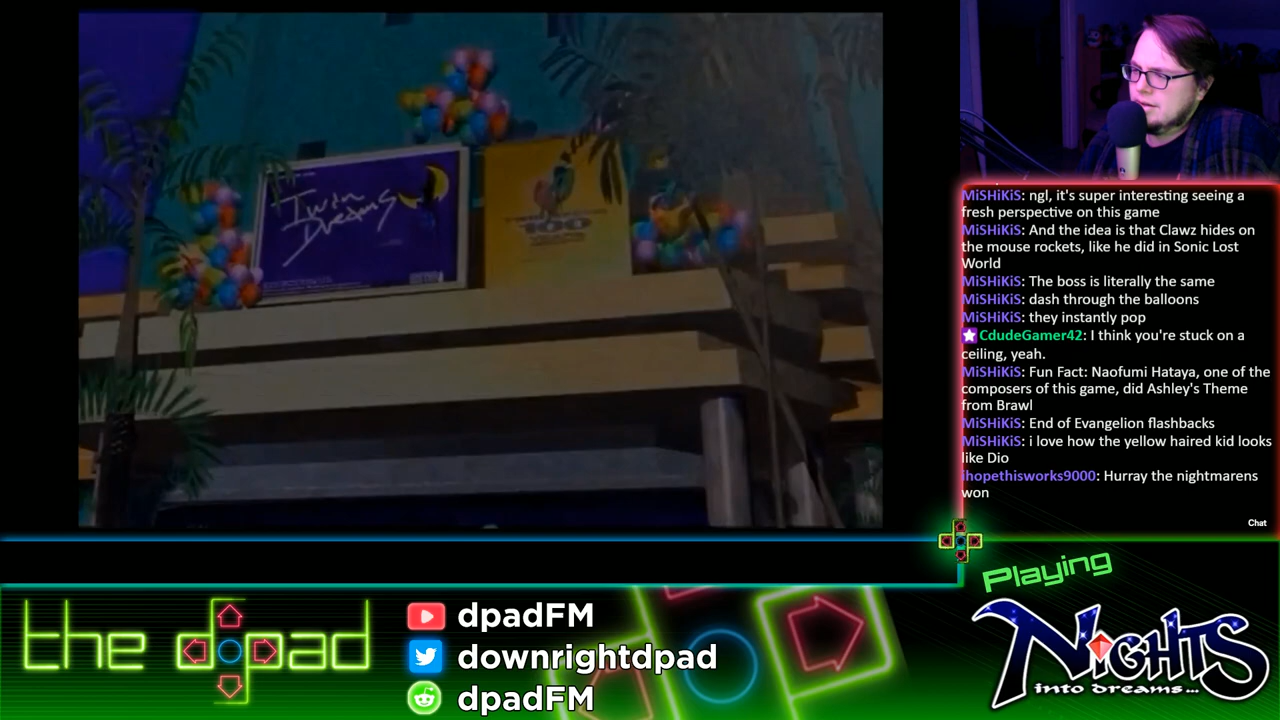 Twin
Dreams
100
MiSHiKiS: ngl, it's super interesting seeing a
fresh perspective on this game
MiSHiKiS: And the idea is that Clawz hides on
the mouse rockets, like he did in Sonic Lost
World
MiSHiKiS: The boss is literally the same
MiSHiKiS: dash through the balloons
MiSHiKiS: they instantly pop
CdudeGamer42: I think you're stuck on a
ceiling, yeah.
MiSHiKiS: Fun Fact: Naofumi Hataya, one of the
composers of this game, did Ashley's Theme
from Brawl
MiSHiKiS: End of Evangelion flashbacks
MiSHiKiS: i love how the yellow haired kid looks
like Dio
ihopethisworks9000: Hurray the nightmarens
won
Chat
Playing
NiGHTS
into dreams...
the dpad
dpadFM
downrightdpad
dpadFM